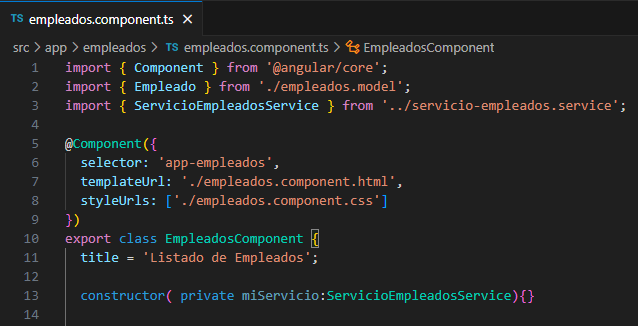 TS empleados.component.ts ×
src > app > empleados > TS empleados.component.ts > EmpleadosComponent
1 import { Component } from '@angular/core';
2 import { Empleado } from './empleados.model';
3 import { ServicioEmpleadosService } from '../servicio-empleados.service';
4
5 @Component({
6 selector: 'app-empleados',
7 templateUrl: './empleados.component.html',
8 styleUrls: ['./empleados.component.css']
9 })
10 export class EmpleadosComponent {
11 title = 'Listado de Empleados';
12
13 constructor( private miServicio:ServicioEmpleadosService){}
14